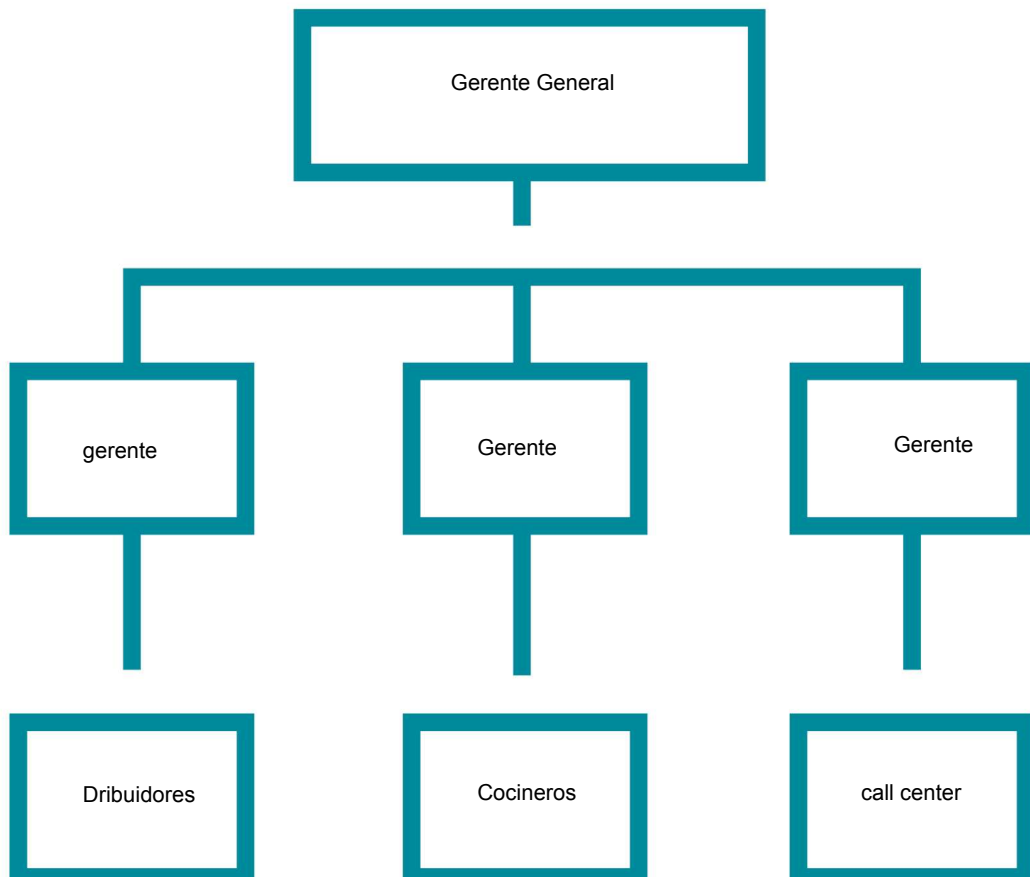 Gerente General
gerente
Gerente
Gerente
Dribuidores
Cocineros
call center